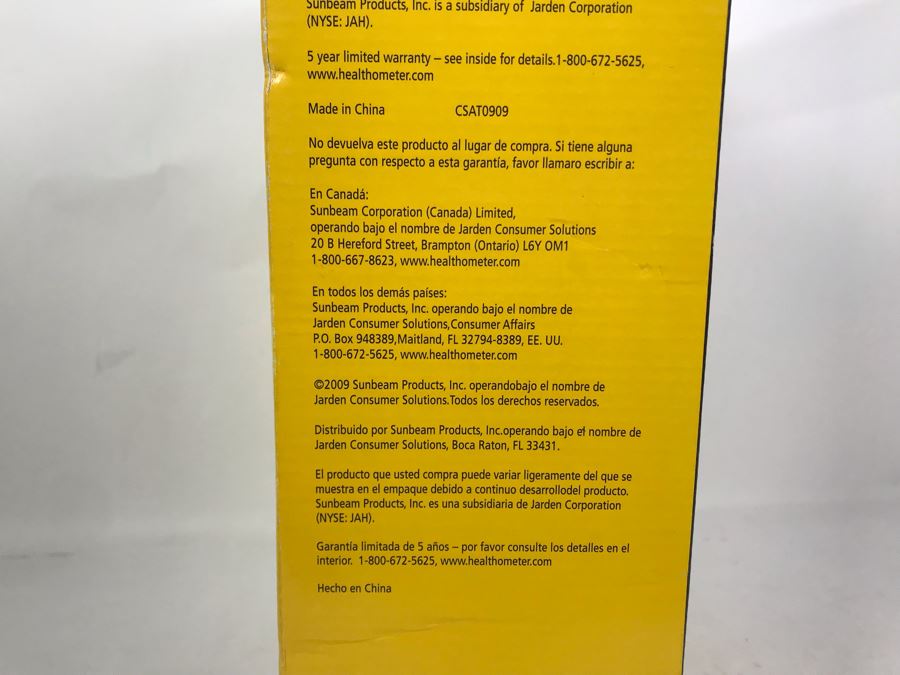 Sunbeam Products, Inc. is a subsidiary of Jarden Corporation
(NYSE: JAH).
5 year limited warranty – see inside for details.1-800-672-5625,
www.healthometer.com
Made in China CSAT0909
No devuelva este producto al lugar de compra. Si tiene alguna
pregunta con respecto a esta garantía, favor llamaro escribir a:
En Canadá:
Sunbeam Corporation (Canada) Limited,
operando bajo el nombre de Jarden Consumer Solutions
20 B Hereford Street, Brampton (Ontario) L6Y OM1
1-800-667-8623, www.healthometer.com
En todos los demás países:
Sunbeam Products, Inc. operando bajo el nombre de
Jarden Consumer Solutions,Consumer Affairs
P.O. Box 948389,Maitland, FL 32794-8389, EE. UU.
1-800-672-5625, www.healthometer.com
©2009 Sunbeam Products, Inc. operandobajo el nombre de
Jarden Consumer Solutions.Todos los derechos reservados.
Distribuido por Sunbeam Products, Inc.operando bajo el nombre de
Jarden Consumer Solutions, Boca Raton, FL 33431.
El producto que usted compra puede variar ligeramente del que se
muestra en el empaque debido a continuo desarrollodel producto.
Sunbeam Products, Inc. es una subsidiaria de Jarden Corporation
(NYSE: JAH).
Garantía limitada de 5 años – por favor consulte los detalles en el
interior. 1-800-672-5625, www.healthometer.com
Hecho en China